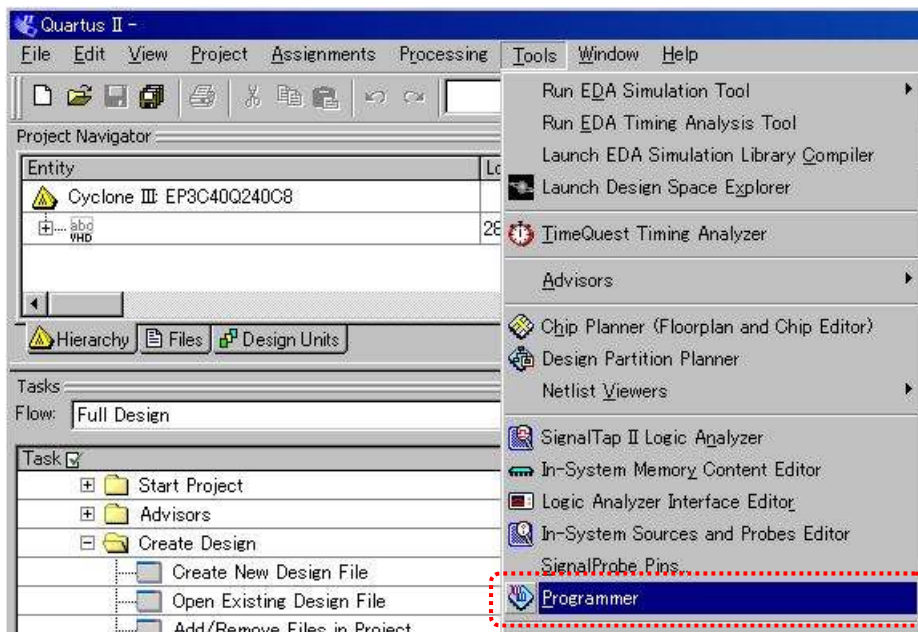 Quartus II -
File Edit View Project Assignments Processing Tools Window Help
Project Navigator
Entity
Cyclone III: EP3C40Q240C8
abd
VHD
28
Hierarchy Files Design Units
Tasks
Flow: Full Design
Task
Start Project
Advisors
Create Design
Create New Design File
Open Existing Design File
Add/Remove Files in Project
Run EDA Simulation Tool
Run EDA Timing Analysis Tool
Launch EDA Simulation Library Compiler
Launch Design Space Explorer
TimeQuest Timing Analyzer
Advisors
Chip Planner (Floorplan and Chip Editor)
Design Partition Planner
Netlist Viewers
SignalTap II Logic Analyzer
In-System Memory Content Editor
Logic Analyzer Interface Editor
In-System Sources and Probes Editor
SignalProbe Pins...
Programmer